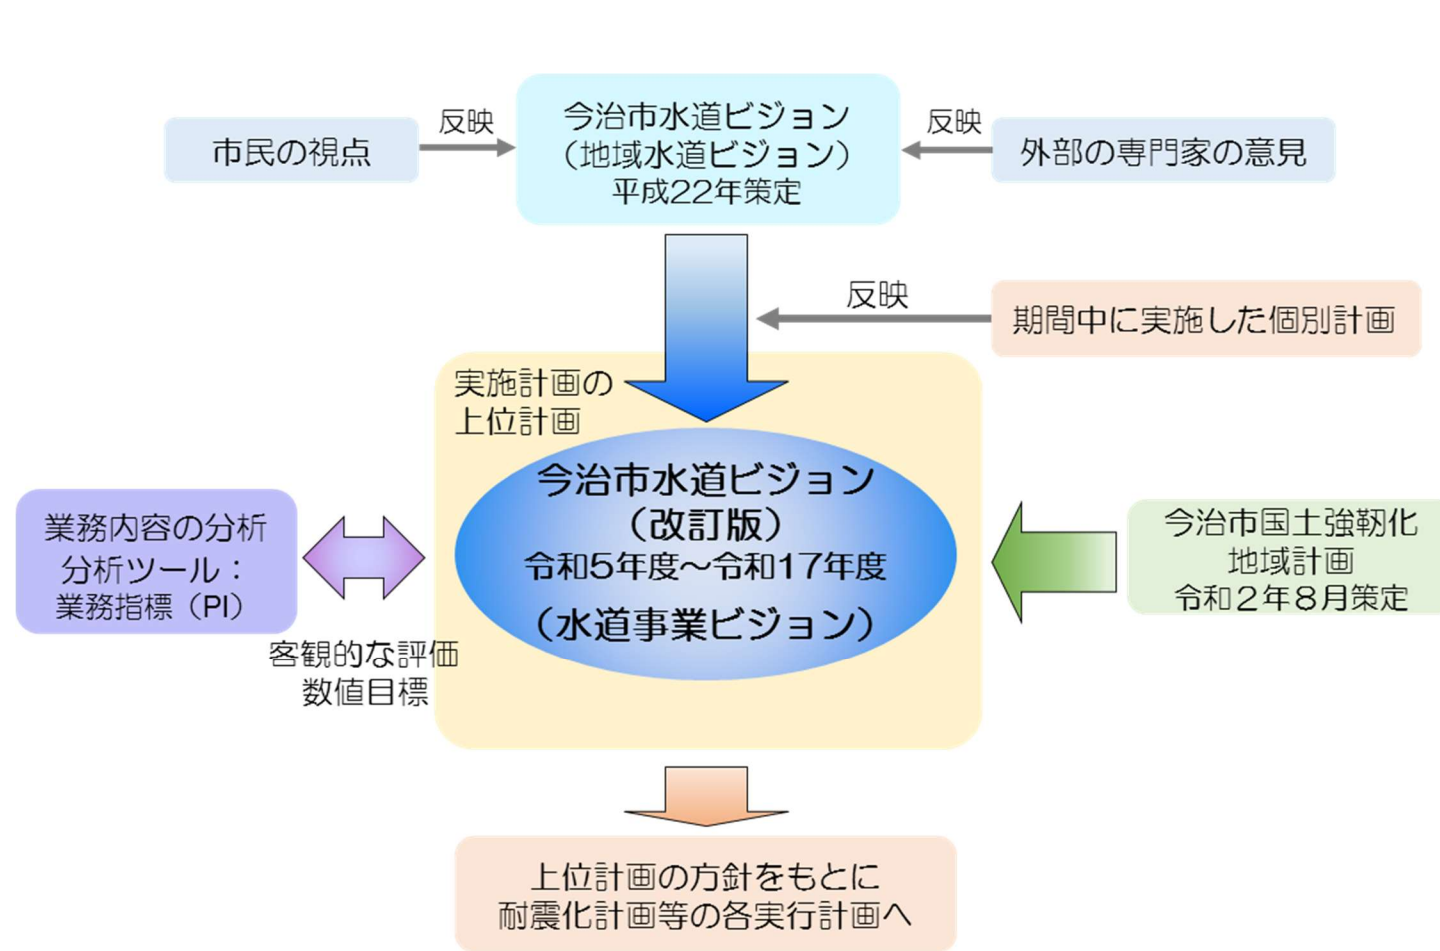 今治市水道ビジョン
（地域水道ビジョン）
平成22年策定
市民の視点
反映
反映
外部の専門家の意見
反映
期間中に実施した個別計画
実施計画の
上位計画
今治市水道ビジョン
（改訂版）
令和5年度～令和17年度
（水道事業ビジョン）
業務内容の分析
分析ツール：
業務指標（PI）
客観的な評価
数値目標
今治市国土強靭化
地域計画
令和２年８月策定
上位計画の方針をもとに
耐震化計画等の各実行計画へ